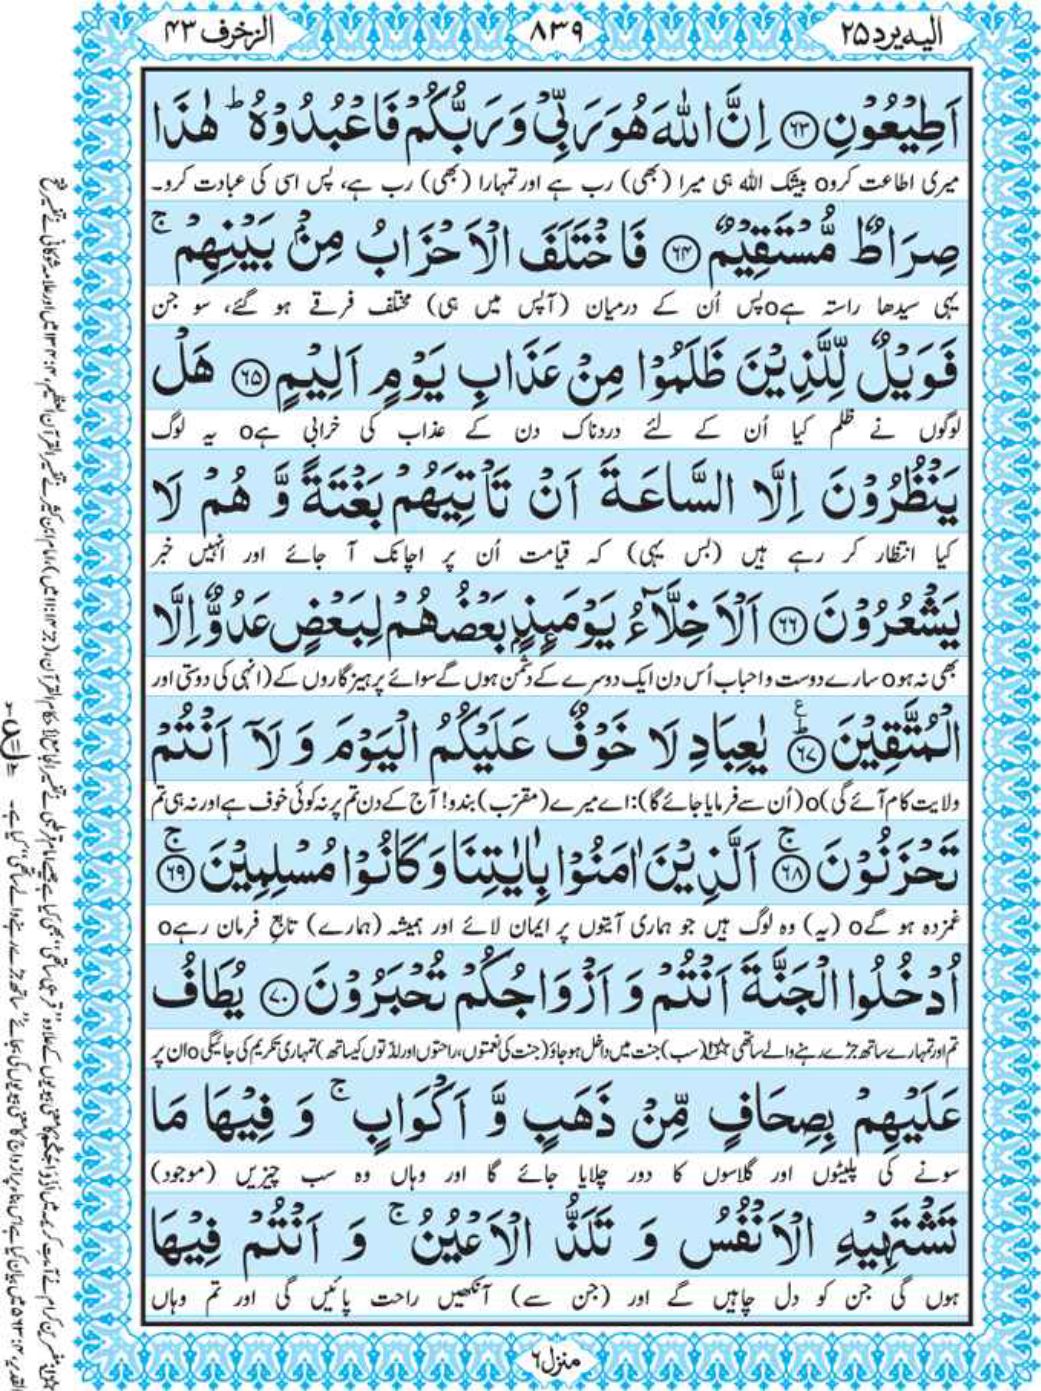 الیه یرد ۲۵
۸۳۹
الزخرف ۴۳
اَطِیْعُوْنِ ﴿۶۳﴾ اِنَّ اللّٰهَ هُوَ رَبِّیْ وَ رَبُّكُمْ فَاعْبُدُوْهُ ؕ هٰذَا
میری اطاعت کروo بیشک اللہ ہی میرا (بھی) رب ہے اور تمہارا (بھی) رب ہے، پس اسی کی عبادت کرو۔
صِرَاطٌ مُّسْتَقِیْمٌ ﴿۶۴﴾ فَاخْتَلَفَ الْاَحْزَابُ مِنْۢ بَیْنِهِمْ ۚ
یہی سیدھا راستہ ہےo پس اُن کے درمیان (آپس میں ہی) مختلف فرقے ہو گئے، سو جن
فَوَیْلٌ لِّلَّذِیْنَ ظَلَمُوْا مِنْ عَذَابِ یَوْمٍ اَلِیْمٍ ﴿۶۵﴾ هَلْ
لوگوں نے ظلم کیا اُن کے لئے دردناک دن کے عذاب کی خرابی ہےo یہ لوگ
یَنْظُرُوْنَ اِلَّا السَّاعَةَ اَنْ تَاْتِیَهُمْ بَغْتَةً وَّ هُمْ لَا
کیا انتظار کر رہے ہیں (بس یہی) کہ قیامت اُن پر اچانک آ جائے اور انہیں خبر
یَشْعُرُوْنَ ﴿۶۶﴾ اَلْاَخِلَّآءُ یَوْمَىِٕذٍۭ بَعْضُهُمْ لِبَعْضٍ عَدُوٌّ اِلَّا
بھی نہ ہوo سارے دوست و احباب اُس دن ایک دوسرے کے دشمن ہوں گے سوائے پرہیزگاروں کے (انہی کی دوستی اور
الْمُتَّقِیْنَ ﴿۶۷﴾ؕ۠ یٰعِبَادِ لَا خَوْفٌ عَلَیْكُمُ الْیَوْمَ وَ لَاۤ اَنْتُمْ
ولایت کام آئے گی)o (اُن سے فرمایا جائے گا): اے میرے (مقرّب) بندو! آج کے دن تم پر نہ کوئی خوف ہے اور نہ ہی تم
تَحْزَنُوْنَ ﴿۶۸﴾ۚ اَلَّذِیْنَ اٰمَنُوْا بِاٰیٰتِنَا وَ كَانُوْا مُسْلِمِیْنَ ﴿۶۹﴾ۚ
غمزدہ ہو گےo (یہ) وہ لوگ ہیں جو ہماری آیتوں پر ایمان لائے اور ہمیشہ (ہمارے) تابعِ فرمان رہےo
اُدْخُلُوا الْجَنَّةَ اَنْتُمْ وَ اَزْوَاجُكُمْ تُحْبَرُوْنَ ﴿۷۰﴾ یُطَافُ
تم اور تمہارے ساتھ جڑے رہنے والے ساتھی (سب) جنت میں داخل ہو جاؤ (جنت کی نعمتوں، راحتوں اور لذّتوں کیساتھ) تمہاری تکریم کی جائیگیo ان پر
عَلَیْهِمْ بِصِحَافٍ مِّنْ ذَهَبٍ وَّ اَكْوَابٍ ۚ وَ فِیْهَا مَا
سونے کی پلیٹوں اور گلاسوں کا دور چلایا جائے گا اور وہاں وہ سب چیزیں (موجود)
تَشْتَهِیْهِ الْاَنْفُسُ وَ تَلَذُّ الْاَعْیُنُ ۚ وَ اَنْتُمْ فِیْهَا
ہوں گی جن کو دل چاہیں گے اور (جن سے) آنکھیں راحت پائیں گی اور تم وہاں
منزل ۶